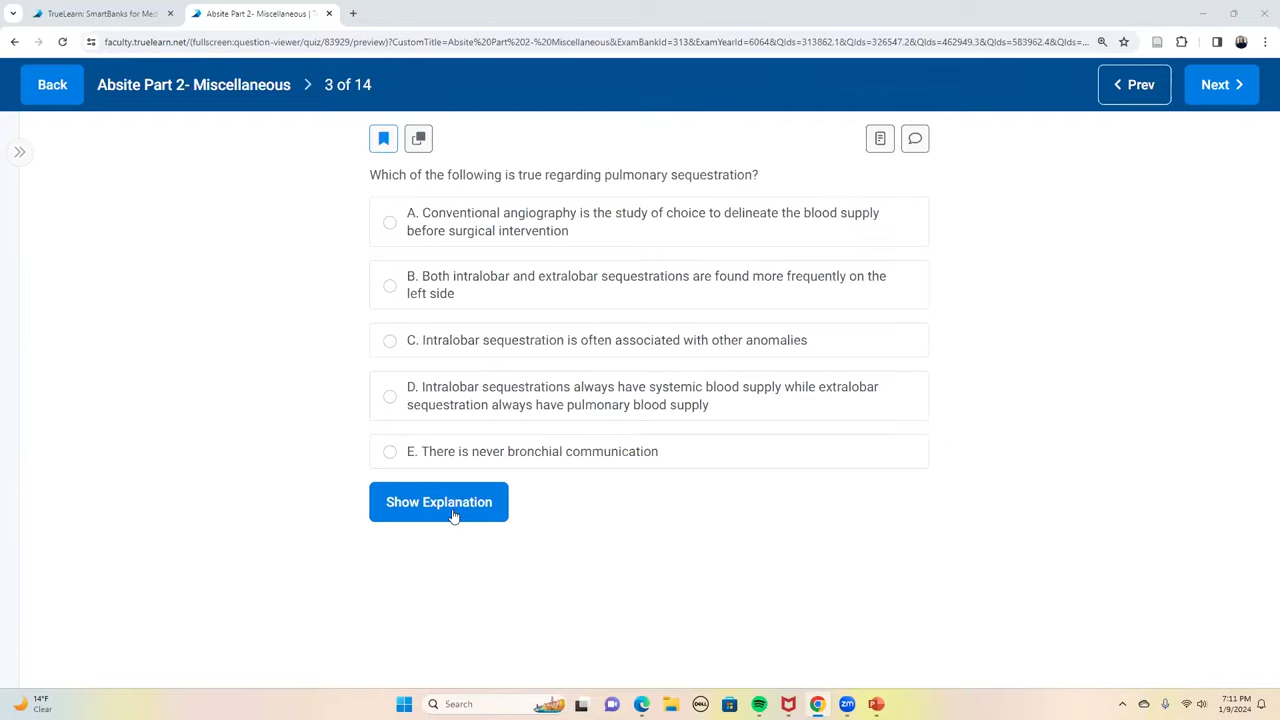 TrueLearn: SmartBanks for Med
Absite Part 2- Miscellaneous | T
faculty.truelearn.net/(fullscreen:question-viewer/quiz/83929/preview)?CustomTitle=Absite%20Part%202-%20Miscellaneous&ExamBankId=313&ExamYearId=6064&QIds=313862.1&QIds=326547.2&QIds=462949.3&QIds=583962.4&QIds=...
Back
Absite Part 2- Miscellaneous > 3 of 14
Prev
Next
Which of the following is true regarding pulmonary sequestration?
A. Conventional angiography is the study of choice to delineate the blood supply
before surgical intervention
B. Both intralobar and extralobar sequestrations are found more frequently on the
left side
C. Intralobar sequestration is often associated with other anomalies
D. Intralobar sequestrations always have systemic blood supply while extralobar
sequestration always have pulmonary blood supply
E. There is never bronchial communication
Show Explanation
14°F
Clear
Search
DELL
zm
7:11 PM
1/9/2024